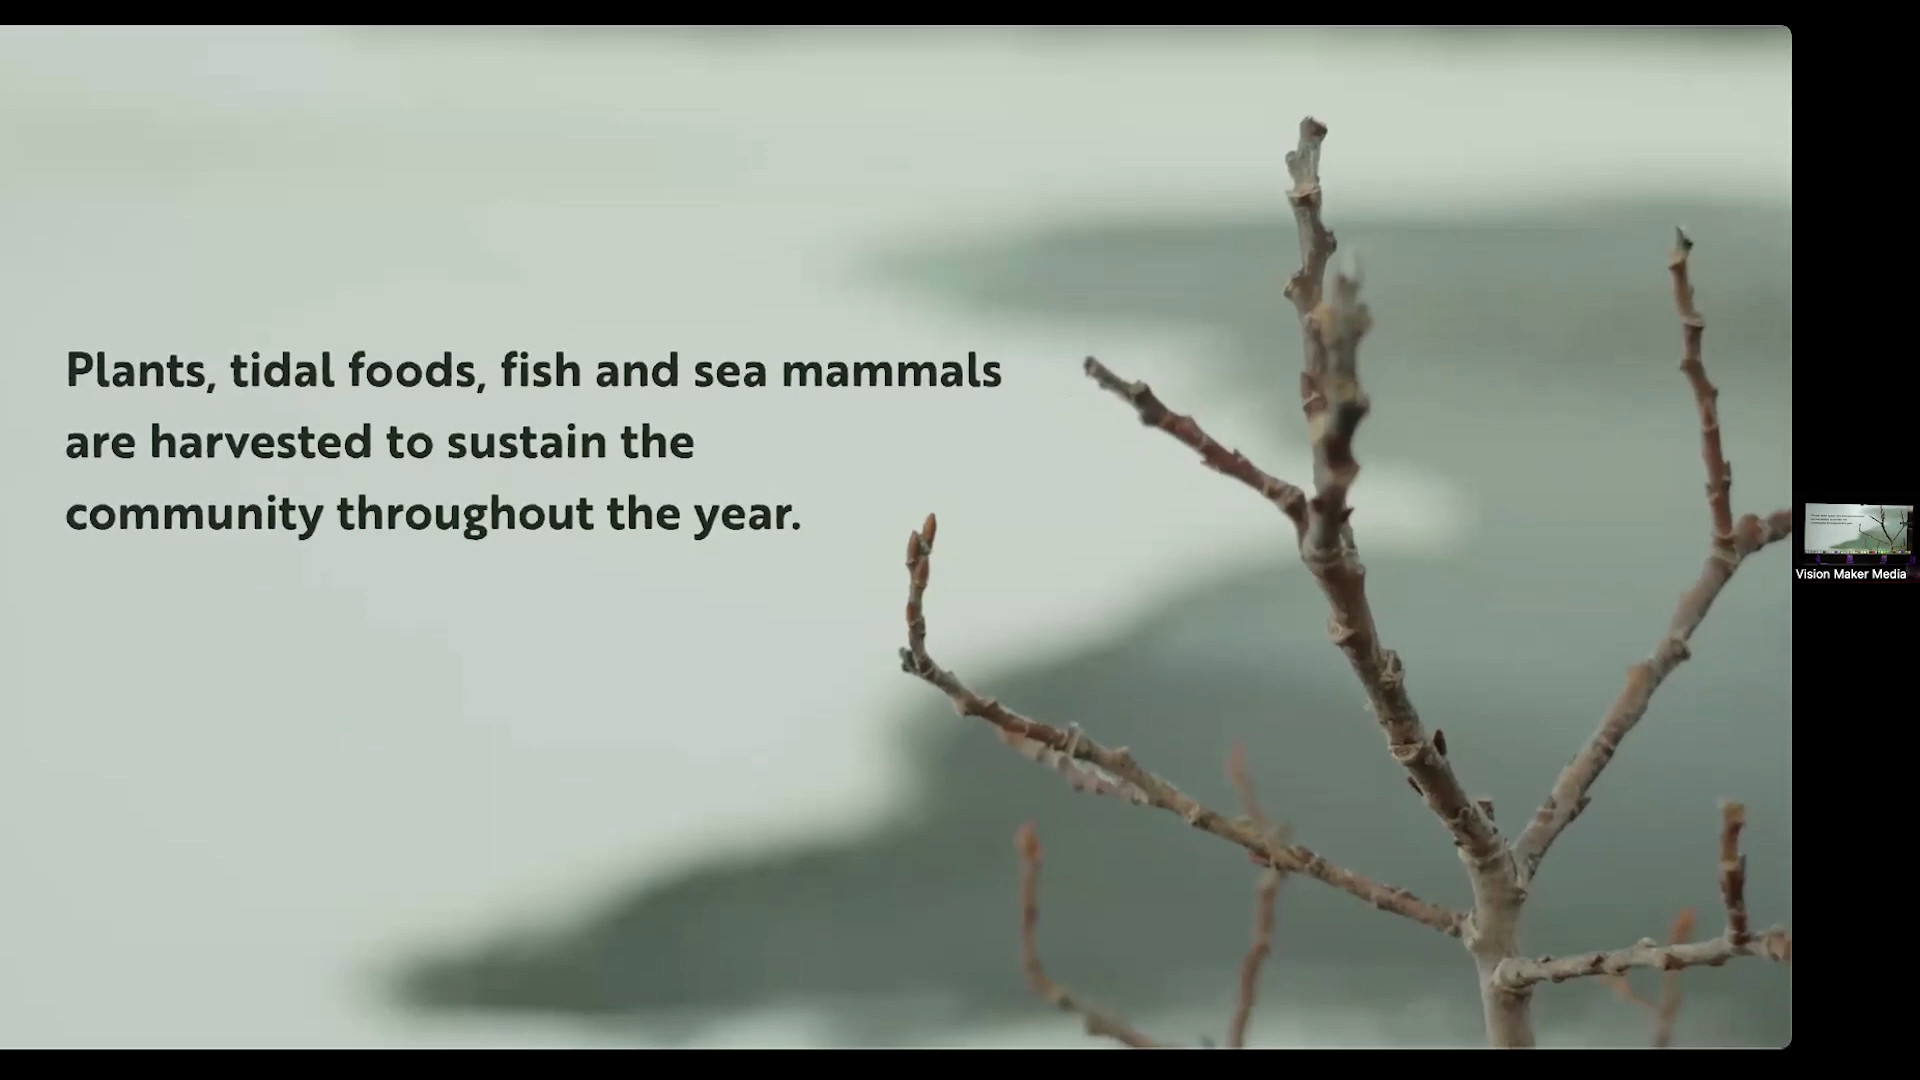 Plants, tidal foods, fish and sea mammals
are harvested to sustain the
community throughout the year.
Vision Maker Media